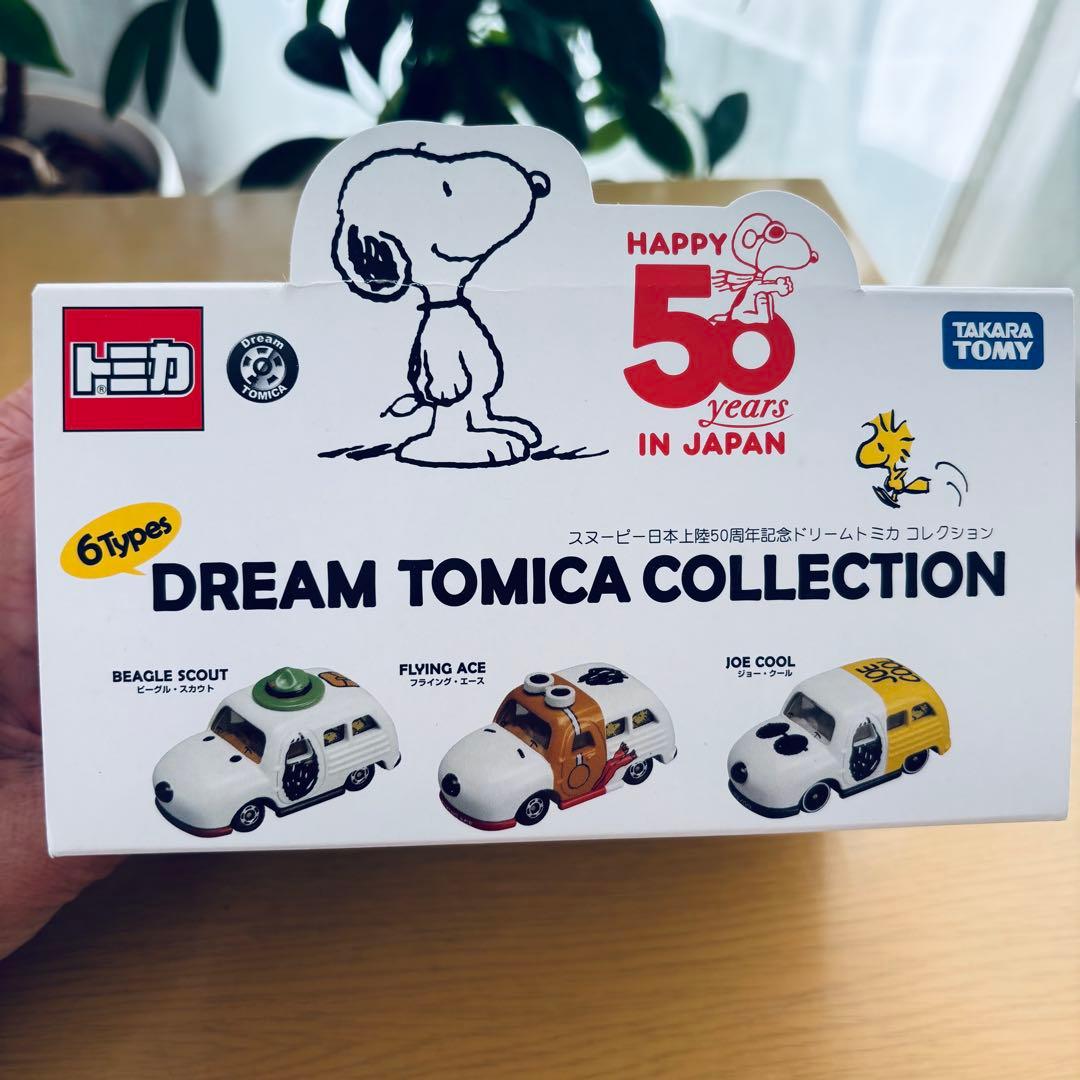 HAPPY
50
years
IN JAPAN
トミカ®
Dream
TOMICA
TAKARA
TOMY
6Types
スヌーピー日本上陸50周年記念ドリームトミカ コレクション
DREAM TOMICA COLLECTION
BEAGLE SCOUT
ビーグル・スカウト
FLYING ACE
フライング・エース
JOE COOL
ジョー・クール
JOE
COOL